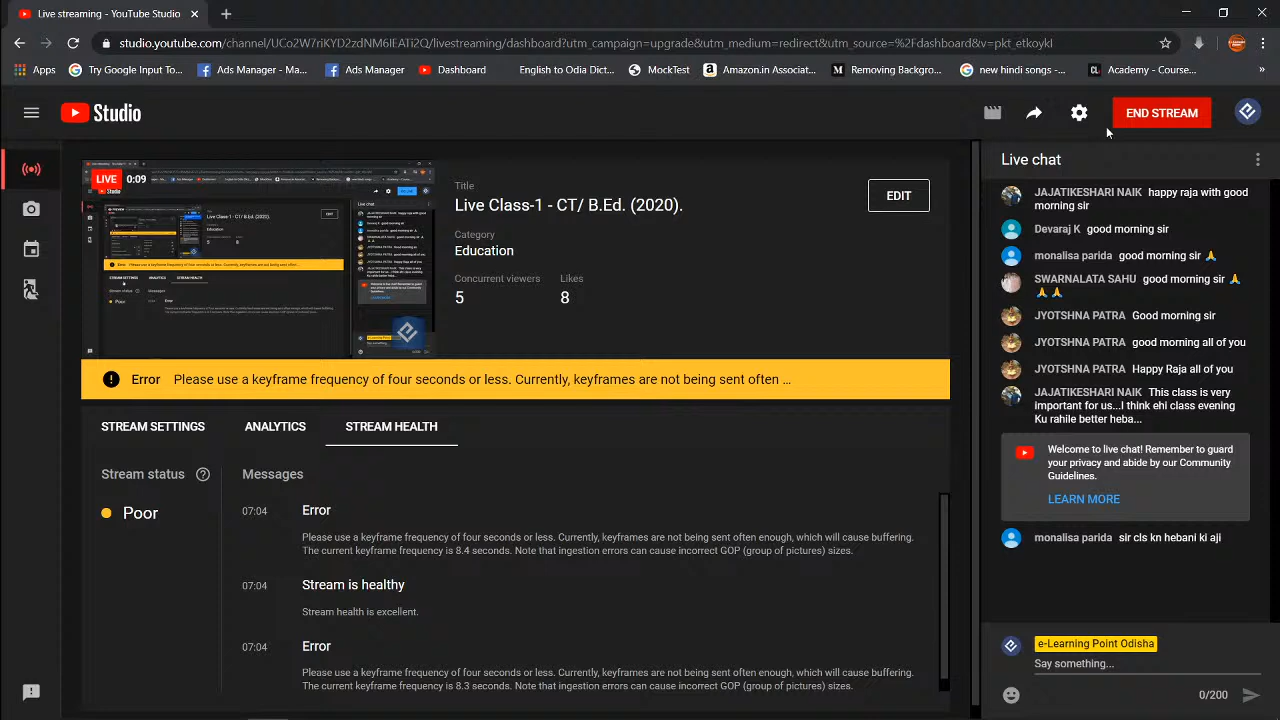 Live streaming - YouTube Studio
studio.youtube.com/channel/UCo2W7riKYD2zdNM6IEATi2Q/livestreaming/dashboard?utm_campaign=upgrade&utm_medium=redirect&utm_source=%2Fdashboard&v=pkt_etkoykI
Apps Try Google Input To... Ads Manager - Ma... Ads Manager Dashboard English to Odia Dict... MockTest Amazon.in Associat... Removing Backgro... new hindi songs -... CL Academy - Course... »
Studio
END STREAM
LIVE 0:09
Title
Live Class-1 - CT/ B.Ed. (2020).
EDIT
Category
Education
Concurrent viewers Likes
5 8
Error Please use a keyframe frequency of four seconds or less. Currently, keyframes are not being sent often ...
STREAM SETTINGS ANALYTICS STREAM HEALTH
Stream status
Poor
Messages
07:04 Error
Please use a keyframe frequency of four seconds or less. Currently, keyframes are not being sent often enough, which will cause buffering.
The current keyframe frequency is 8.4 seconds. Note that ingestion errors can cause incorrect GOP (group of pictures) sizes.
07:04 Stream is healthy
Stream health is excellent.
07:04 Error
Please use a keyframe frequency of four seconds or less. Currently, keyframes are not being sent often enough, which will cause buffering.
The current keyframe frequency is 8.3 seconds. Note that ingestion errors can cause incorrect GOP (group of pictures) sizes.
Live chat
JAJATIKESHARI NAIK happy raja with good
morning sir
Devaraj K good morning sir
monalisa parida good morning sir 🙏
SWARNALATA SAHU good morning sir 🙏
🙏🙏
JYOTSHNA PATRA Good morning sir
JYOTSHNA PATRA good morning all of you
JYOTSHNA PATRA Happy Raja all of you
JAJATIKESHARI NAIK This class is very
important for us...I think ehi class evening
Ku rahile better heba...
Welcome to live chat! Remember to guard
your privacy and abide by our Community
Guidelines.
LEARN MORE
monalisa parida sir cls kn hebani ki aji
e-Learning Point Odisha
Say something...
0/200